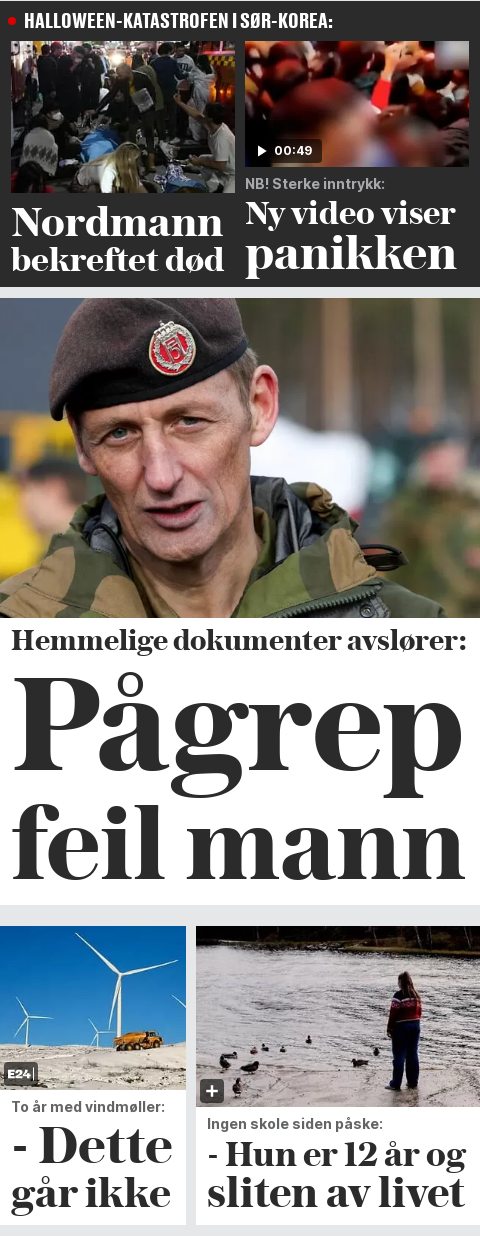 HALLOWEEN-KATASTROFEN I SØR-KOREA:
Nordmann
bekreftet død
00:49
NB! Sterke inntrykk:
Ny video viser
panikken
Hemmelige dokumenter avslører:
Pågrep
feil mann
E24
To år med vindmøller:
- Dette
går ikke
Ingen skole siden påske:
- Hun er 12 år og
sliten av livet